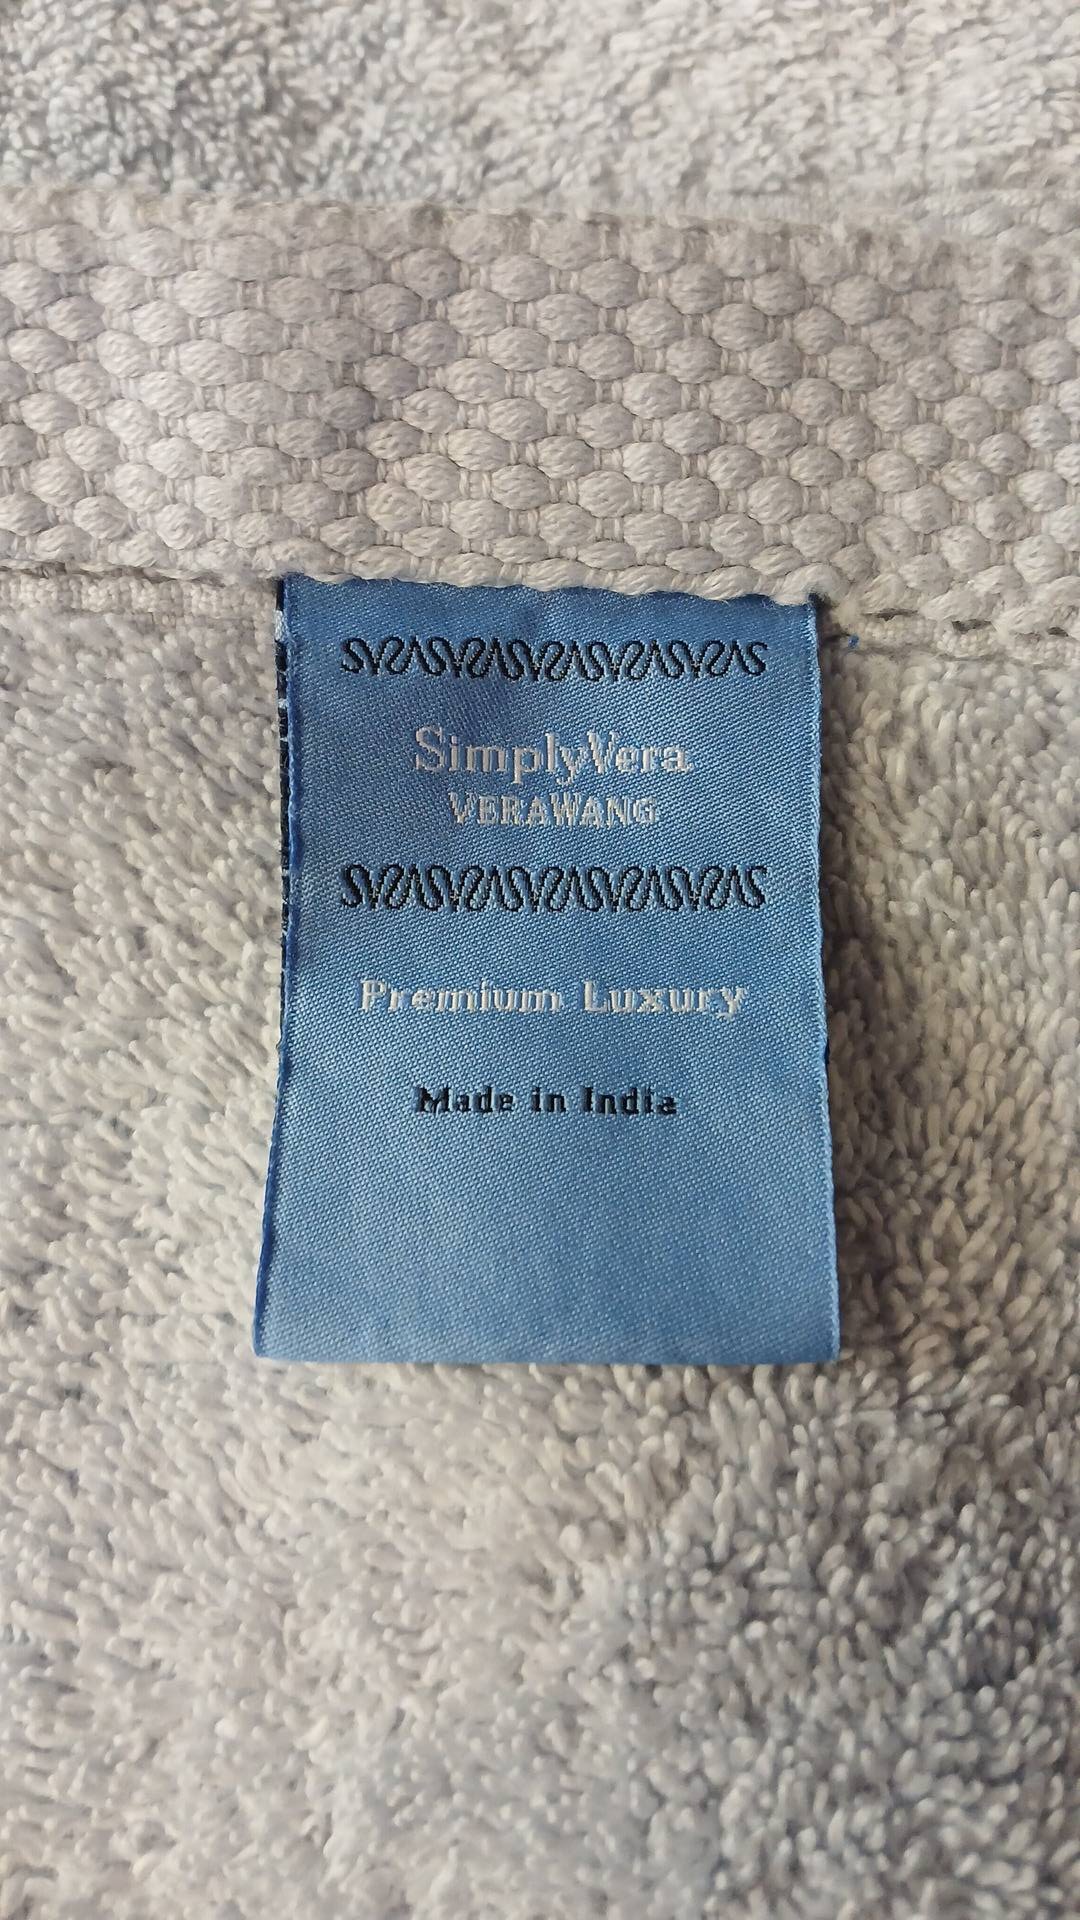 SimplyVera
VERAWANG
Premium Luxury
Made in India